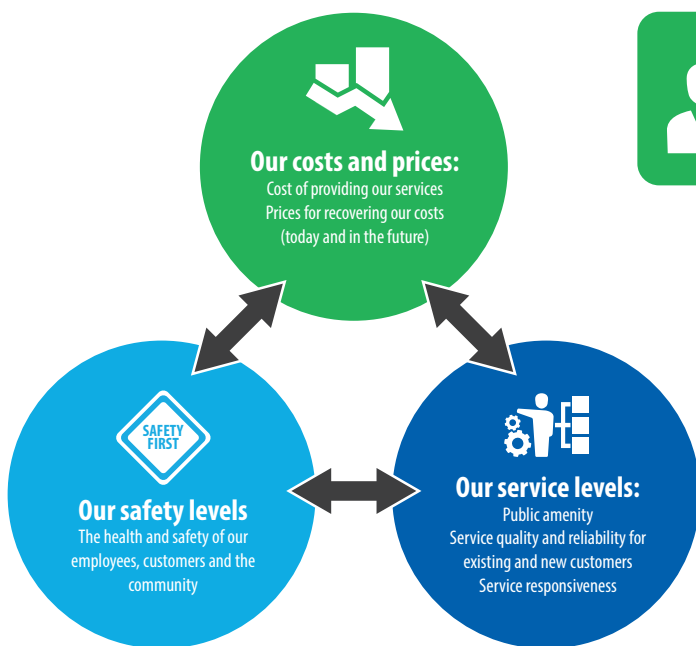 Our costs and prices:
Cost of providing our services
Prices for recovering our costs
(today and in the future)
SAFETY
FIRST
Our safety levels
The health and safety of our
employees, customers and the
community
Our service levels:
Public amenity
Service quality and reliability for
existing and new customers
Service responsiveness